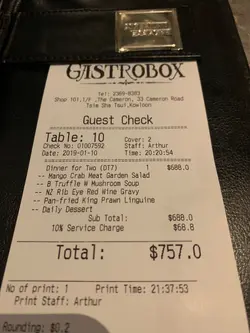 GASTROBOX
Tel: 2369-8383
Shop 101,1/F ,The Cameron, 33 Cameron Road
Tsim Sha Tsui, Kowloon
Guest Check
Table: 10 Cover: 2
Check No: 01007592 Staff: Arthur
Date: 2019-01-10 Time: 20:20:54
Dinner for Two (DT7) 1 $688.0
-- Mango Crab Meat Garden Salad
-- B Truffle W Mushroom Soup
-- NZ Rib Eye Red Wine Gravy
-- Pan-fried King Prawn Linguine
-- Daily Dessert
Sub Total: $688.0
10% Service Charge $68.8
Total: $757.0
No of print: 1 Print Time: 21:37:53
Print Staff: Arthur
Rounding: $0.2